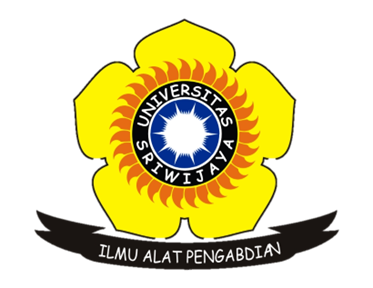 UNIVERSITAS
SRIWIJAYA
ILMU ALAT PENGABDIAN